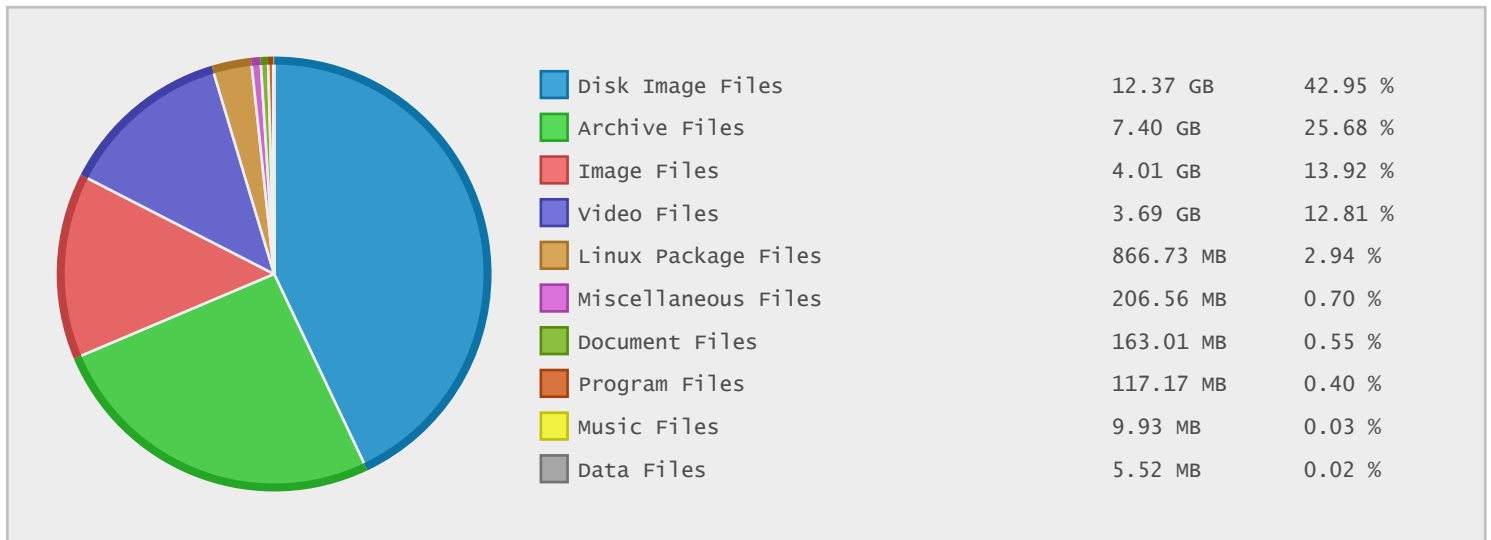 Disk Image Files 12.37 GB 42.95 %
Archive Files 7.40 GB 25.68 %
Image Files 4.01 GB 13.92 %
Video Files 3.69 GB 12.81 %
Linux Package Files 866.73 MB 2.94 %
Miscellaneous Files 206.56 MB 0.70 %
Document Files 163.01 MB 0.55 %
Program Files 117.17 MB 0.40 %
Music Files 9.93 MB 0.03 %
Data Files 5.52 MB 0.02 %